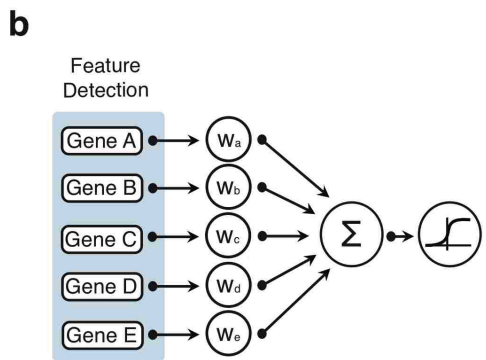 b
Feature
Detection
Gene A
Wa
Gene B
Wb
Gene C
Wc
Σ
Gene D
Wd
Gene E
We